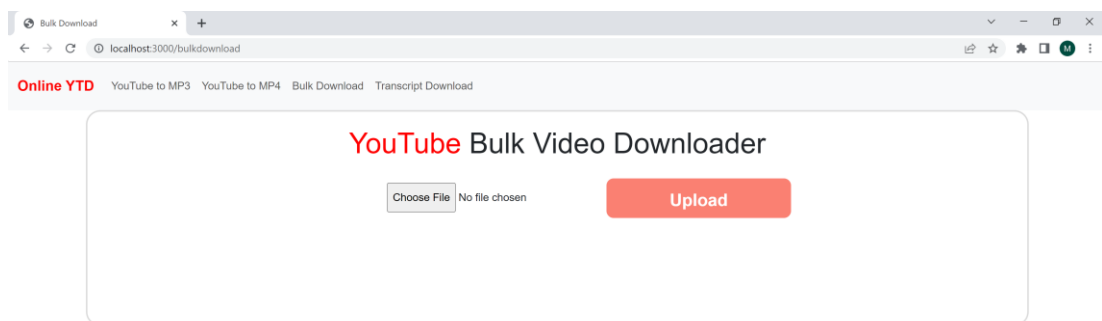 Bulk Download
localhost:3000/bulkdownload
M
Online YTD YouTube to MP3 YouTube to MP4 Bulk Download Transcript Download
YouTube Bulk Video Downloader
Choose File No file chosen Upload